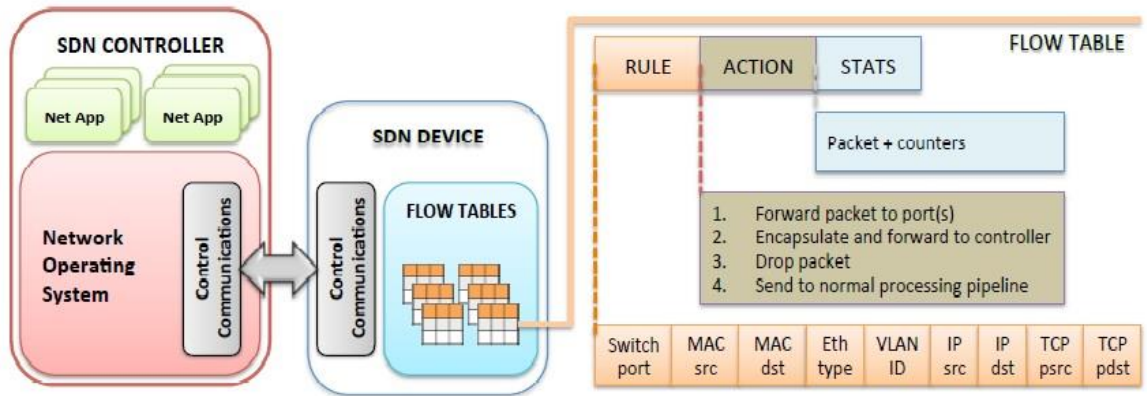 SDN CONTROLLER
Net App
Net App
Network
Operating
System
Control
Communications
SDN DEVICE
Control
Communications
FLOW TABLES
FLOW TABLE
RULE
ACTION
STATS
Packet + counters
1. Forward packet to port(s)
2. Encapsulate and forward to controller
3. Drop packet
4. Send to normal processing pipeline
Switch
port
MAC
src
MAC
dst
Eth
type
VLAN
ID
IP
src
IP
dst
TCP
psrc
TCP
pdst